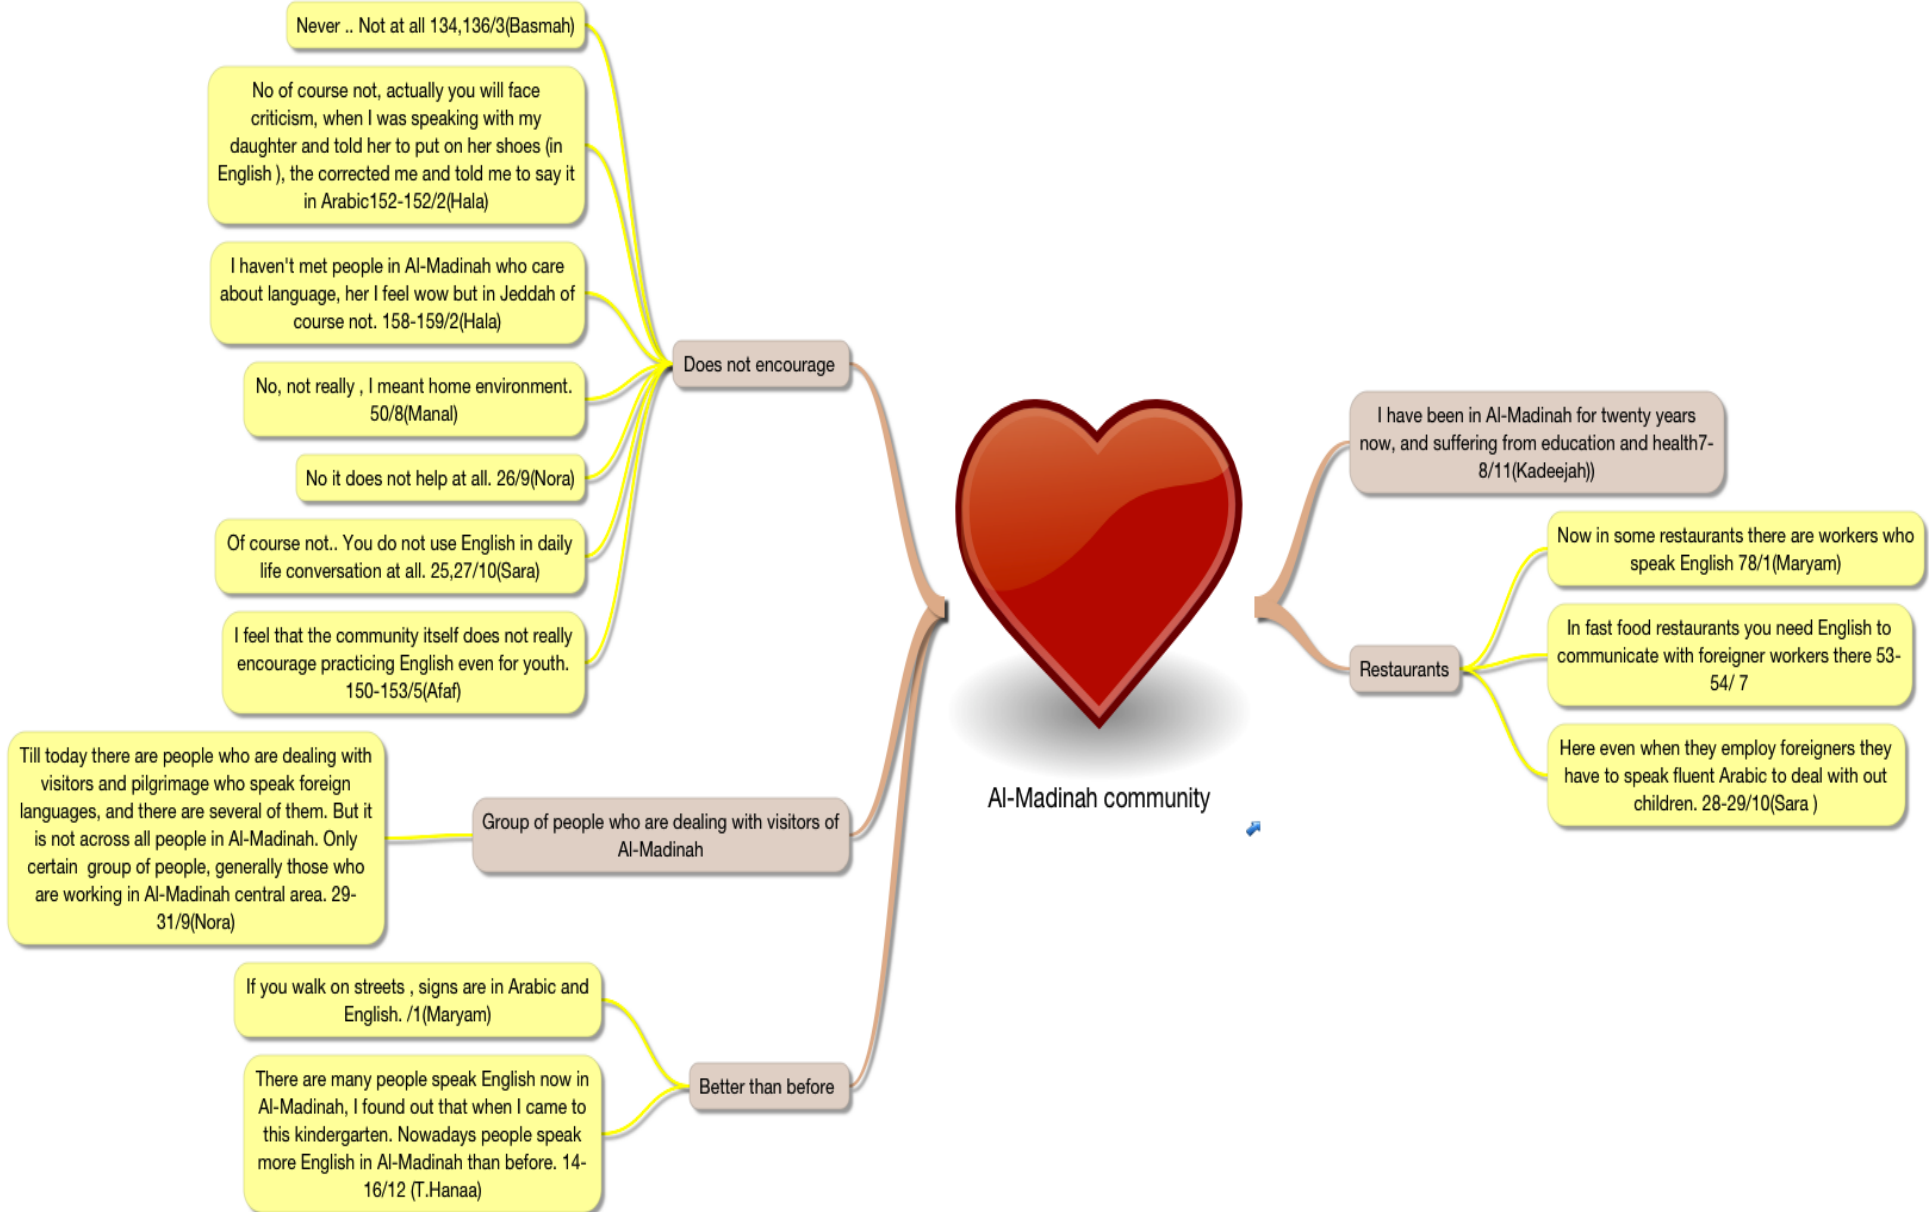 Never .. Not at all 134,136/3(Basmah)
No of course not, actually you will face
criticism, when I was speaking with my
daughter and told her to put on her shoes (in
English ), the corrected me and told me to say it
in Arabic152-152/2(Hala)
I haven't met people in Al-Madinah who care
about language, her I feel wow but in Jeddah of
course not. 158-159/2(Hala)
No, not really , I meant home environment.
50/8(Manal)
No it does not help at all. 26/9(Nora)
Of course not.. You do not use English in daily
life conversation at all. 25,27/10(Sara)
I feel that the community itself does not really
encourage practicing English even for youth.
150-153/5(Afaf)
Does not encourage
Till today there are people who are dealing with
visitors and pilgrimage who speak foreign
languages, and there are several of them. But it
is not across all people in Al-Madinah. Only
certain  group of people, generally those who
are working in Al-Madinah central area. 29-
31/9(Nora)
Group of people who are dealing with visitors of
Al-Madinah
If you walk on streets , signs are in Arabic and
English. /1(Maryam)
There are many people speak English now in
Al-Madinah, I found out that when I came to
this kindergarten. Nowadays people speak
more English in Al-Madinah than before. 14-
16/12 (T.Hanaa)
Better than before
Al-Madinah community
I have been in Al-Madinah for twenty years
now, and suffering from education and health7-
8/11(Kadeejah))
Restaurants
Now in some restaurants there are workers who
speak English 78/1(Maryam)
In fast food restaurants you need English to
communicate with foreigner workers there 53-
54/ 7
Here even when they employ foreigners they
have to speak fluent Arabic to deal with out
children. 28-29/10(Sara )